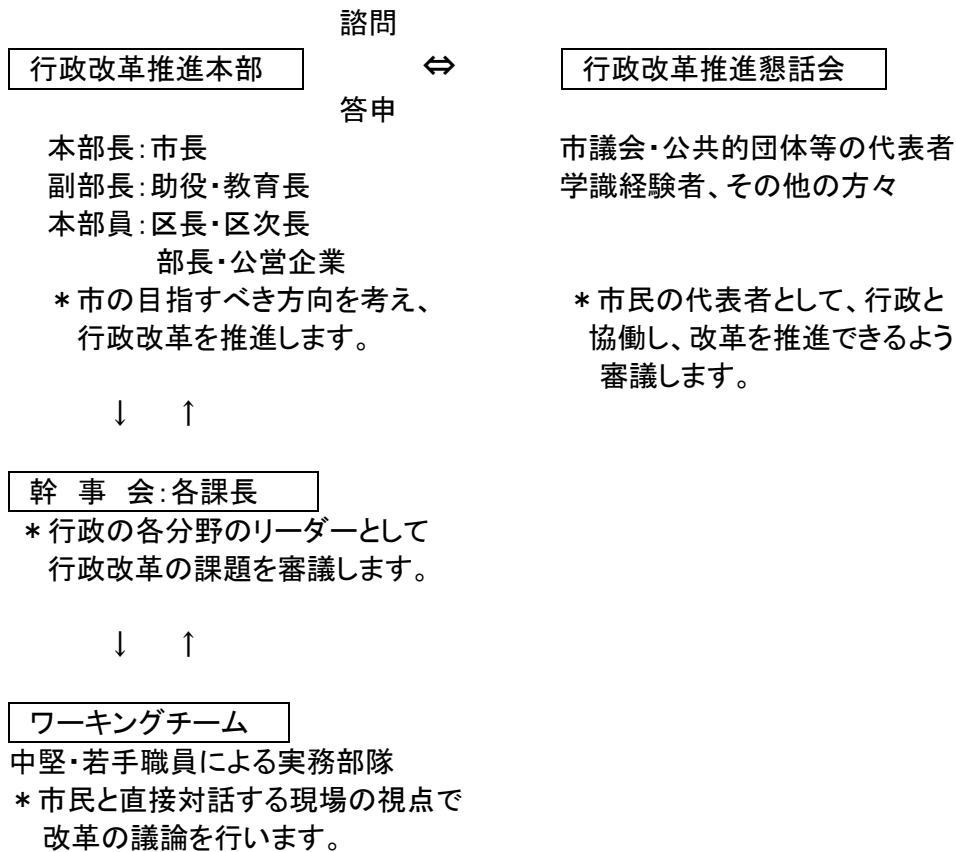 諮問
行政改革推進本部 ⇔ 行政改革推進懇話会
答申
本部長：市長
副部長：助役・教育長
本部員：区長・区次長
部長・公営企業
＊市の目指すべき方向を考え、
行政改革を推進します。
市議会・公共的団体等の代表者
学識経験者、その他の方々
＊市民の代表者として、行政と
協働し、改革を推進できるよう
審議します。
↓ ↑
幹 事 会：各課長
＊行政の各分野のリーダーとして
行政改革の課題を審議します。
↓ ↑
ワーキングチーム
中堅・若手職員による実務部隊
＊市民と直接対話する現場の視点で
改革の議論を行います。